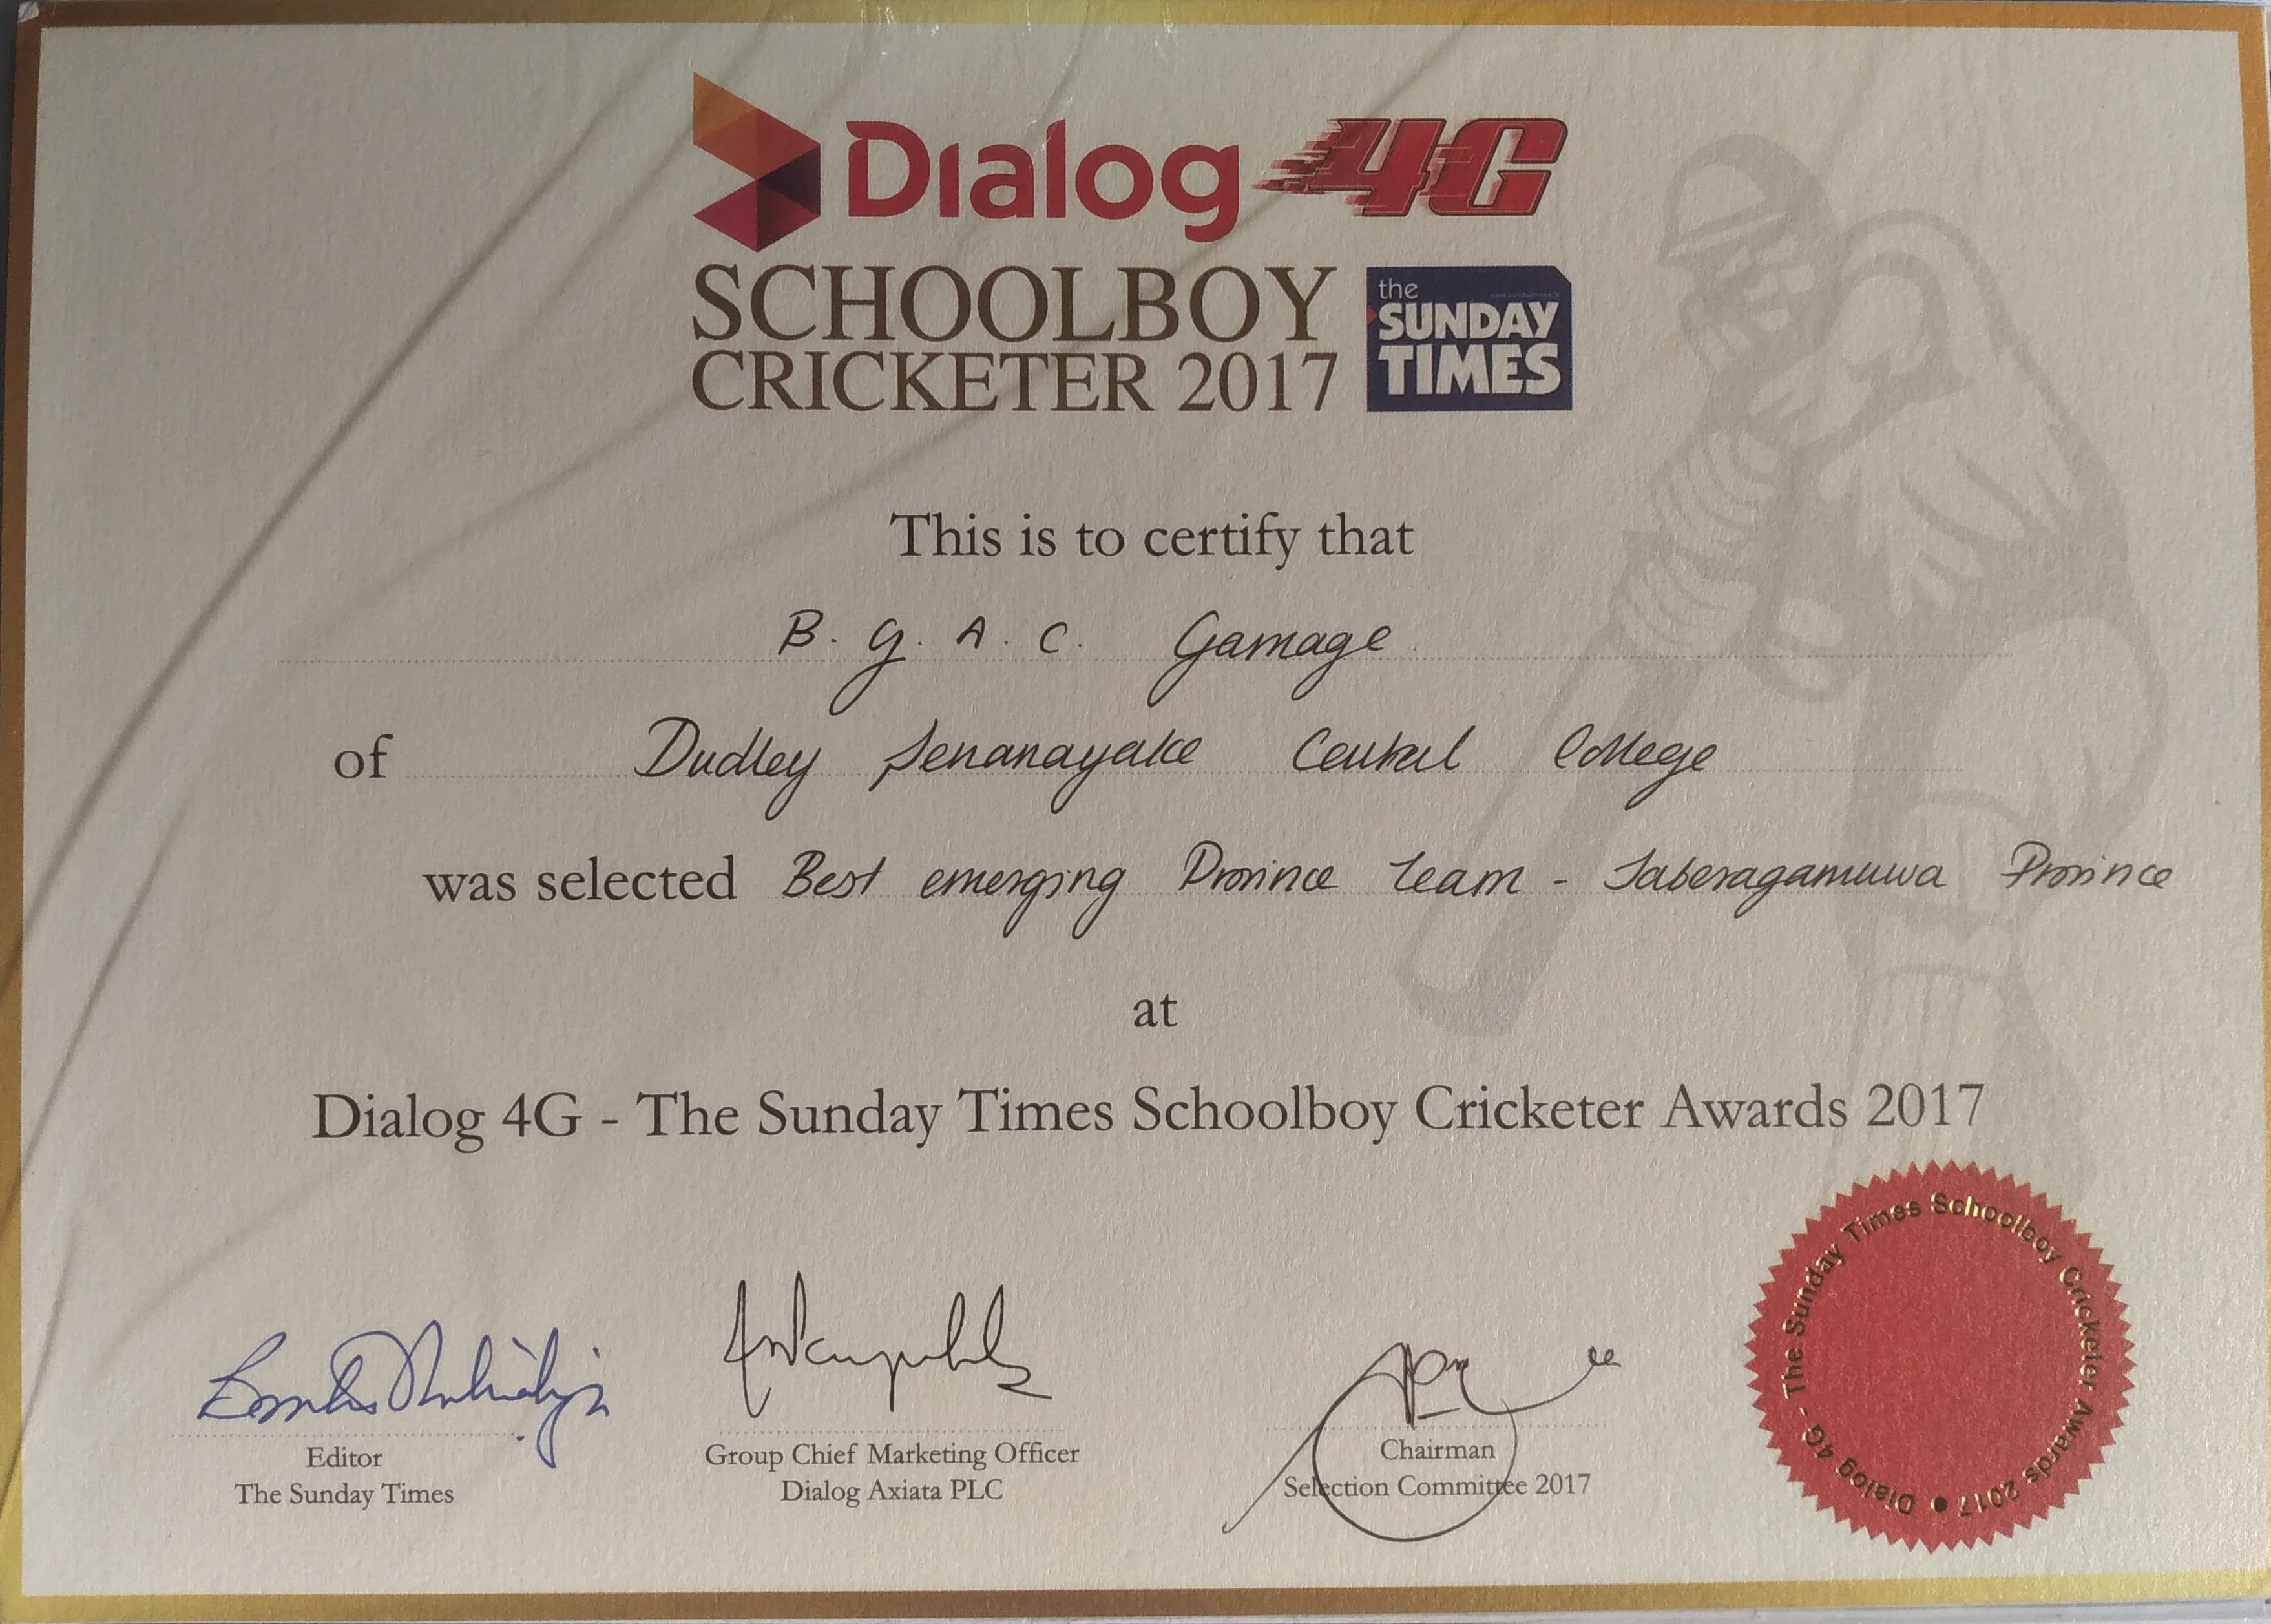 Dialog 4G
SCHOOLBOY
CRICKETER 2017
the
SUNDAY
TIMES
This is to certify that
B. G. A. C. Gamage
of Dudley Senanayake Central College
was selected Best emerging Province team - Saberagamuwa Province
at
Dialog 4G - The Sunday Times Schoolboy Cricketer Awards 2017
Editor
The Sunday Times
Group Chief Marketing Officer
Dialog Axiata PLC
Chairman
Selection Committee 2017
Dialog 4G - The Sunday Times Schoolboy Cricketer Awards 2017 •